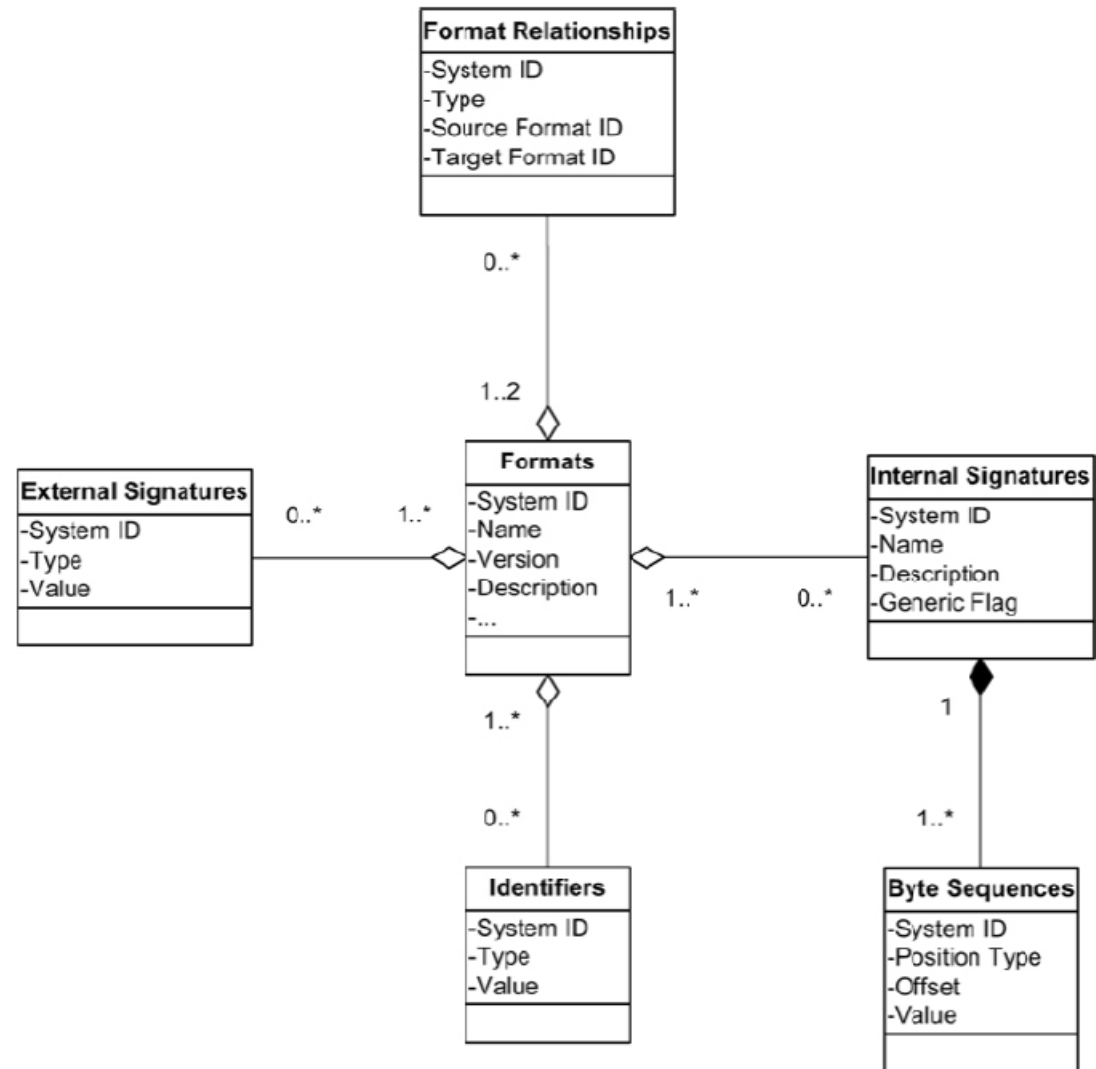 Format Relationships
-System ID
-Type
-Source Format ID
-Target Format ID
0..*
1..2
External Signatures
-System ID
-Type
-Value
0..*
1..*
Formats
-System ID
-Name
-Version
-Description
-...
1..*
0..*
Internal Signatures
-System ID
-Name
-Description
-Generic Flag
1..*
0..*
1
1..*
Identifiers
-System ID
-Type
-Value
Byte Sequences
-System ID
-Position Type
-Offset
-Value